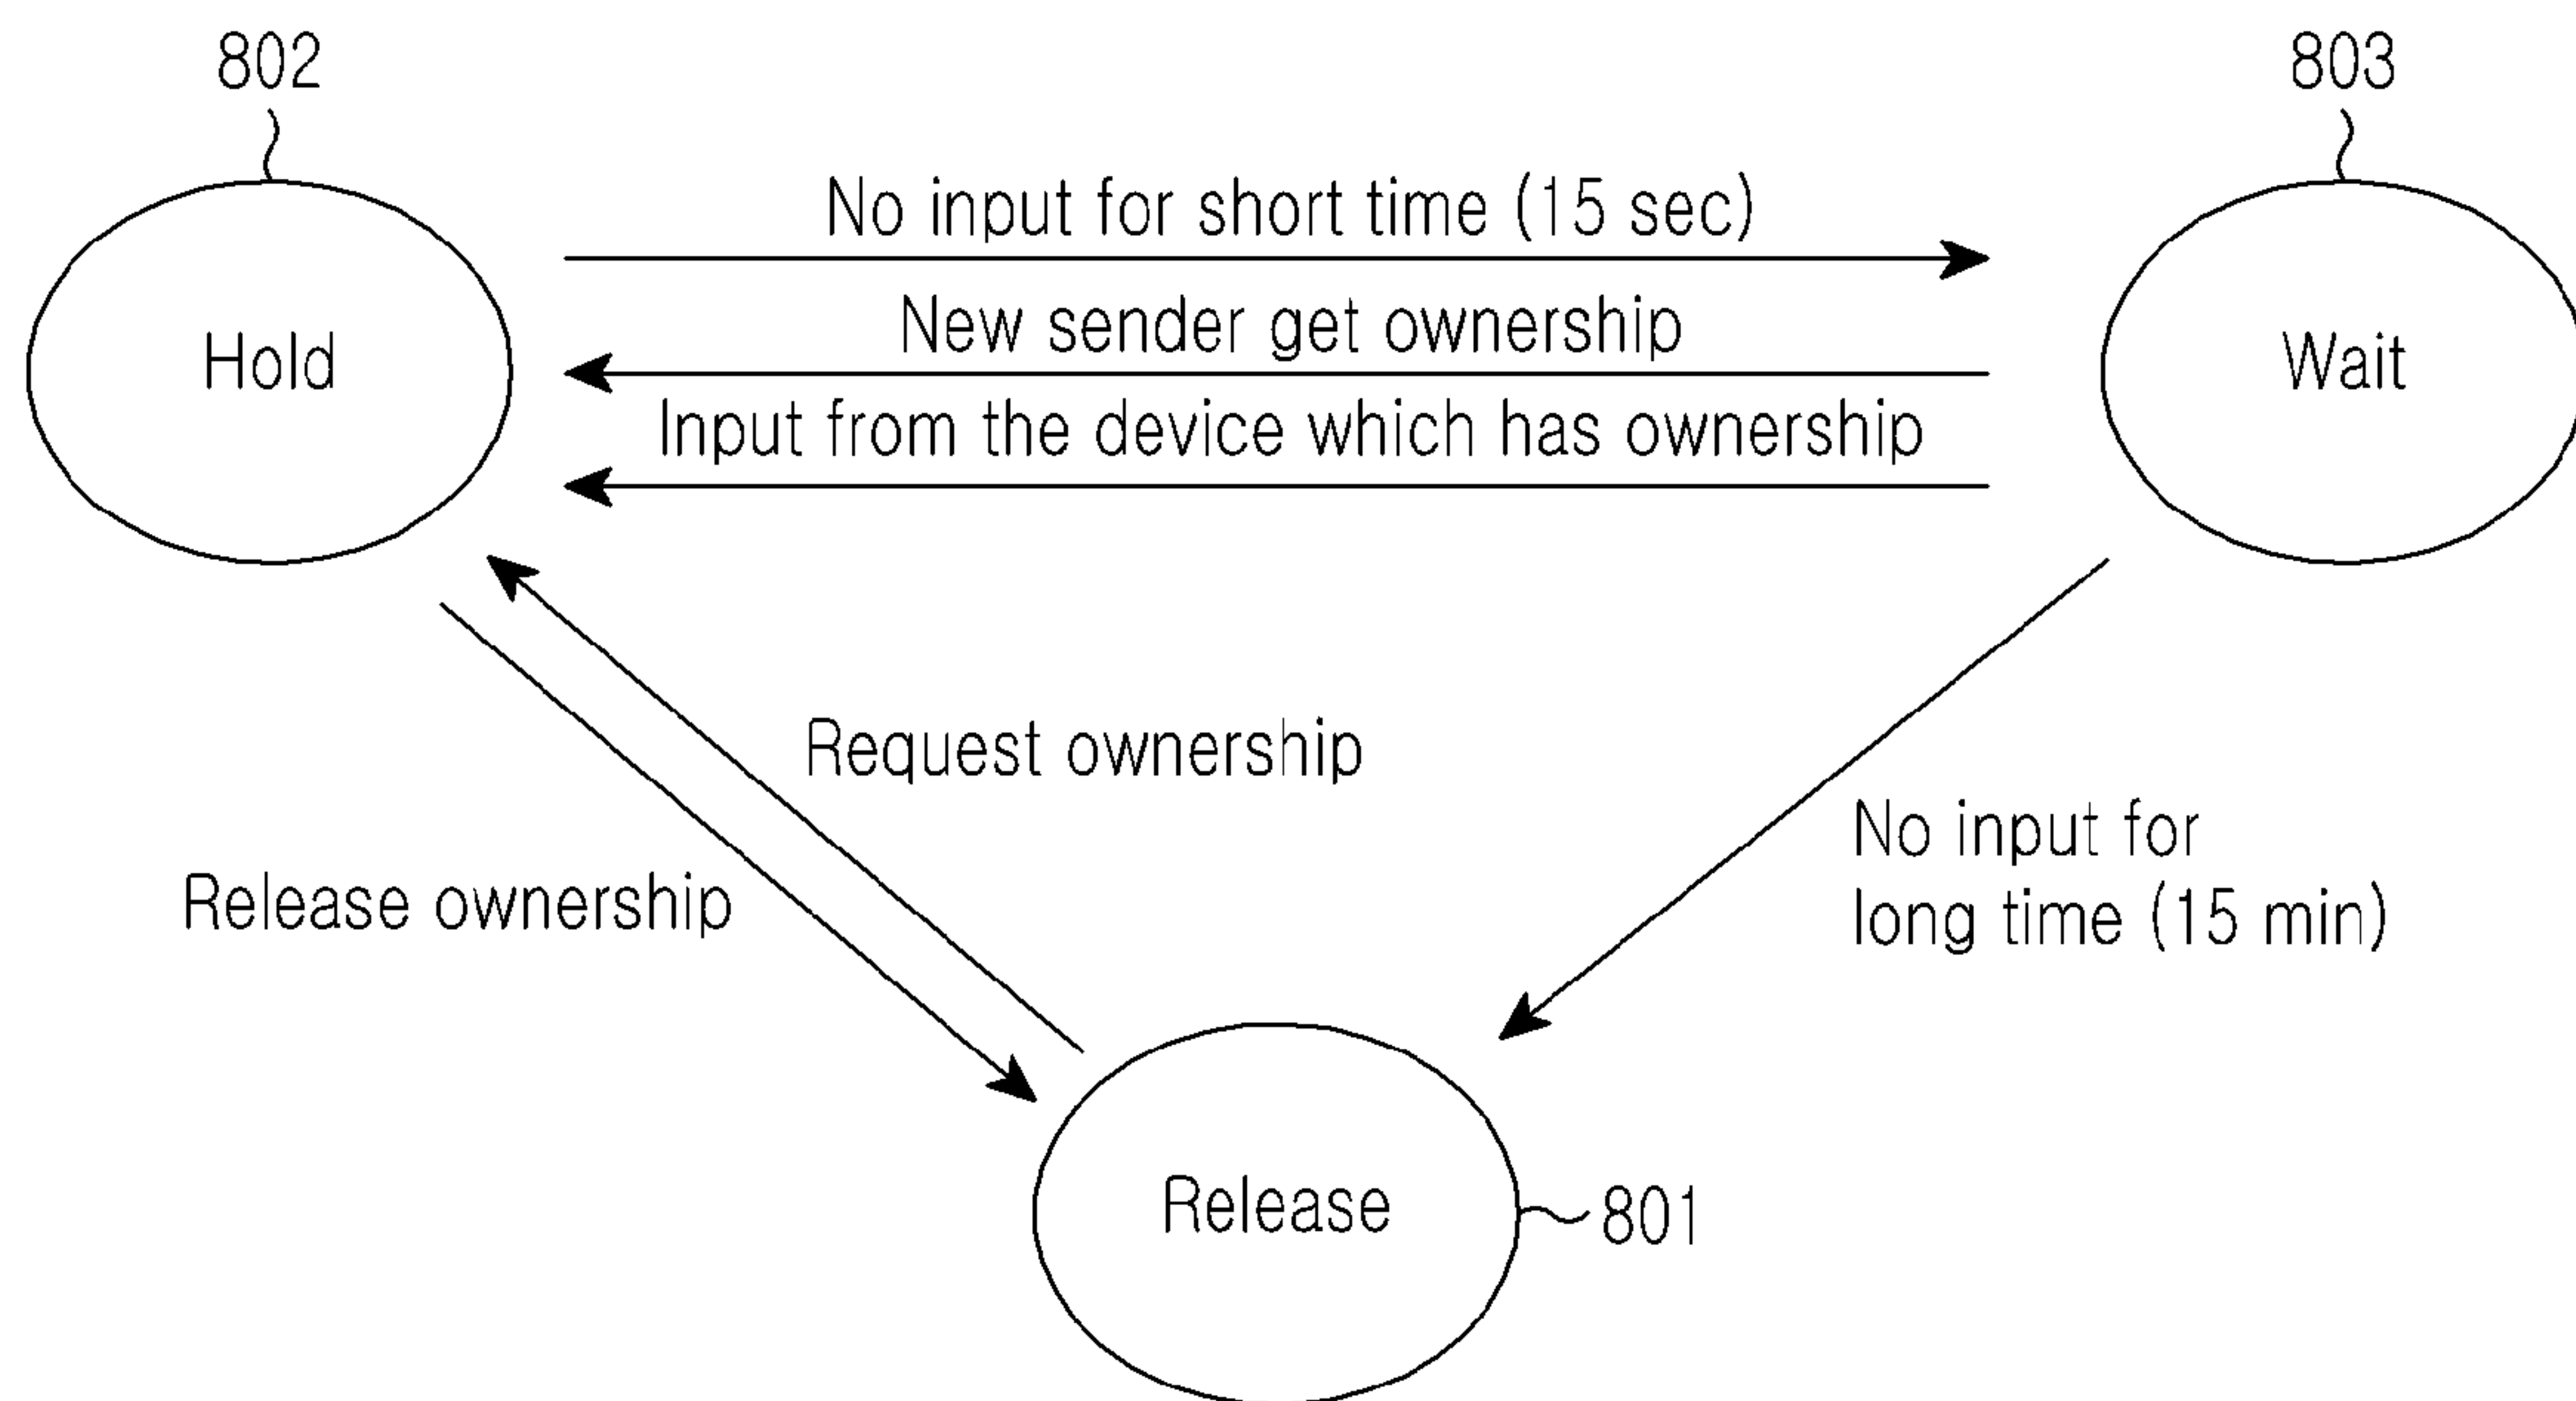 802
803
No input for short time (15 sec)
New sender get ownership
Hold
Wait
Input from the device which has ownership
Request ownership
No input for
long time (15 min)
Release ownership
Release
801